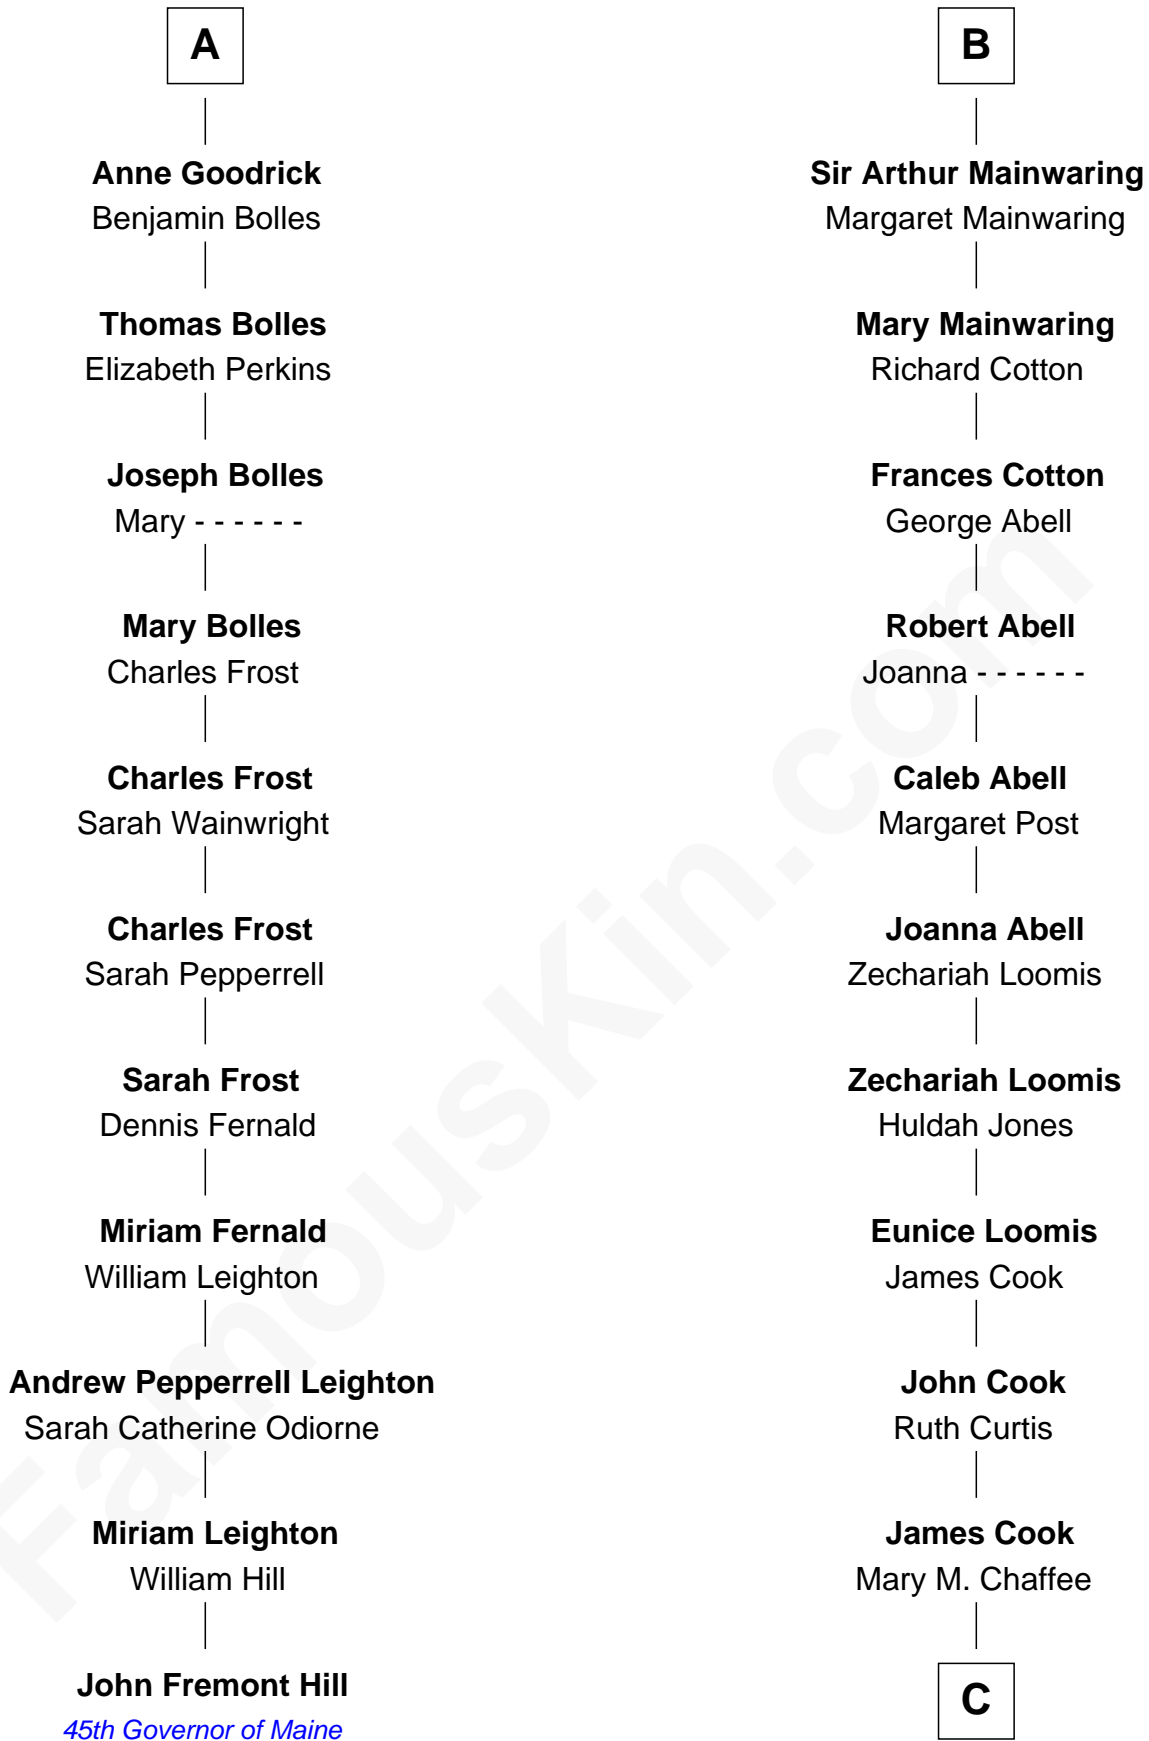 A
Anne Goodrick
Benjamin Bolles
Thomas Bolles
Elizabeth Perkins
Joseph Bolles
Mary - - - - - -
Mary Bolles
Charles Frost
Charles Frost
Sarah Wainwright
Charles Frost
Sarah Pepperrell
Sarah Frost
Dennis Fernald
Miriam Fernald
William Leighton
Andrew Pepperrell Leighton
Sarah Catherine Odiorne
Miriam Leighton
William Hill
John Fremont Hill
45th Governor of Maine
B
Sir Arthur Mainwaring
Margaret Mainwaring
Mary Mainwaring
Richard Cotton
Frances Cotton
George Abell
Robert Abell
Joanna - - - - - -
Caleb Abell
Margaret Post
Joanna Abell
Zechariah Loomis
Zechariah Loomis
Huldah Jones
Eunice Loomis
James Cook
John Cook
Ruth Curtis
James Cook
Mary M. Chaffee
C
FamousKin.com